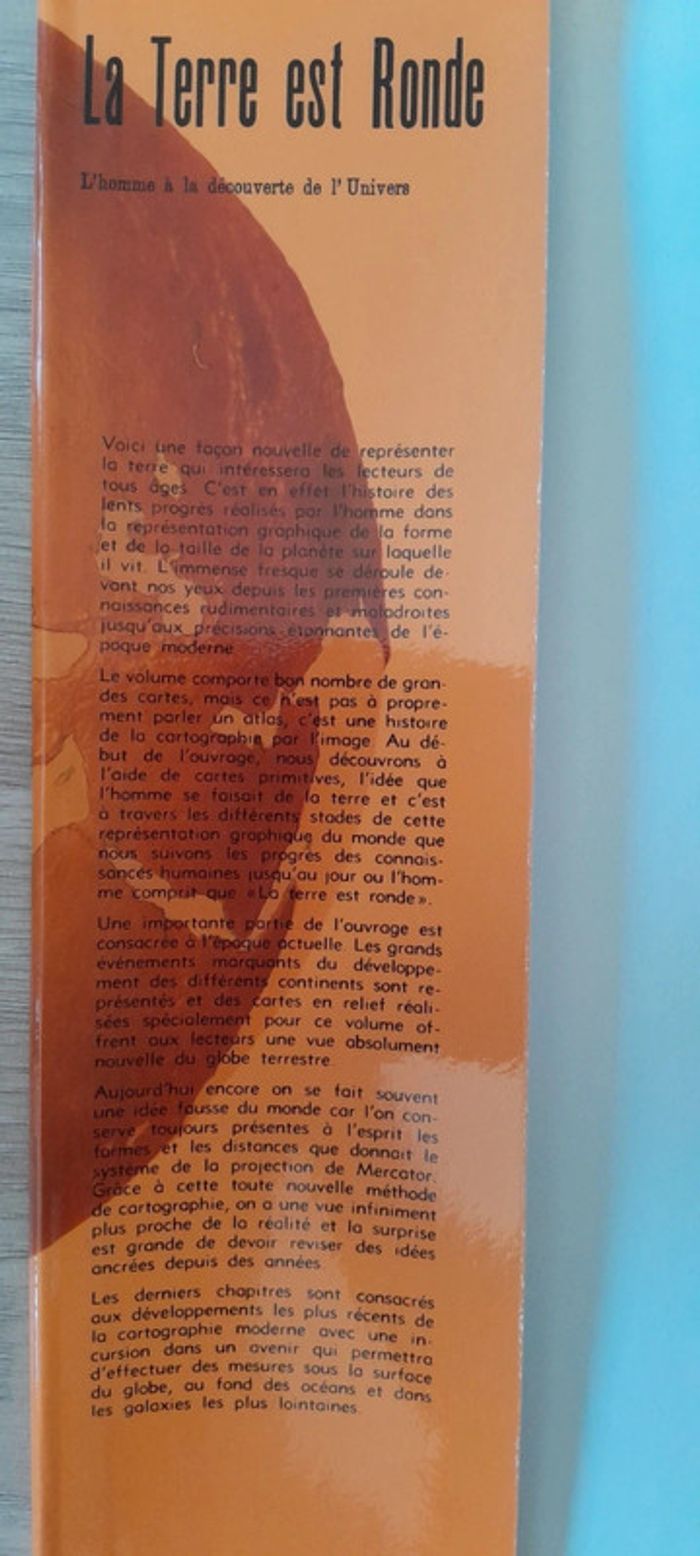 La Terre est Ronde
L'homme à la découverte de l'Univers
Voici une façon nouvelle de représenter
la terre qui intéressera les lecteurs de
tous âges. C'est en effet l'histoire des
lents progrès réalisés par l'homme dans
la représentation graphique de la forme
et de la taille de la planète sur laquelle
il vit. L'immense fresque se déroule de-
vant nos yeux depuis les premières con-
naissances rudimentaires et maladroites
jusqu'aux précisions étonnantes de l'é-
poque moderne.
Le volume comporte bon nombre de gran-
des cartes, mais ce n'est pas à propre-
ment parler un atlas, c'est une histoire
de la cartographie par l'image. Au dé-
but de l'ouvrage, nous découvrons à
l'aide de cartes primitives, l'idée que
l'homme se faisait de la terre et c'est
à travers les différents stades de cette
représentation graphique du monde que
nous suivons les progrès des connais-
sances humaines jusqu'au jour ou l'hom-
me comprit que «La terre est ronde».
Une importante partie de l'ouvrage est
consacrée à l'époque actuelle. Les grands
événements marquants du développe-
ment des différents continents sont re-
présentés et des cartes en relief réali-
sées spécialement pour ce volume of-
frent aux lecteurs une vue absolument
nouvelle du globe terrestre.
Aujourd'hui encore on se fait souvent
une idée fausse du monde car l'on con-
serve toujours présentes à l'esprit les
formes et les distances que donnait le
système de la projection de Mercator.
Grâce à cette toute nouvelle méthode
de cartographie, on a une vue infiniment
plus proche de la réalité et la surprise
est grande de devoir reviser des idées
ancrées depuis des années.
Les derniers chapitres sont consacrés
aux développements les plus récents de
la cartographie moderne avec une in-
cursion dans un avenir qui permettra
d'effectuer des mesures sous la surface
du globe, au fond des océans et dans
les galaxies les plus lointaines.